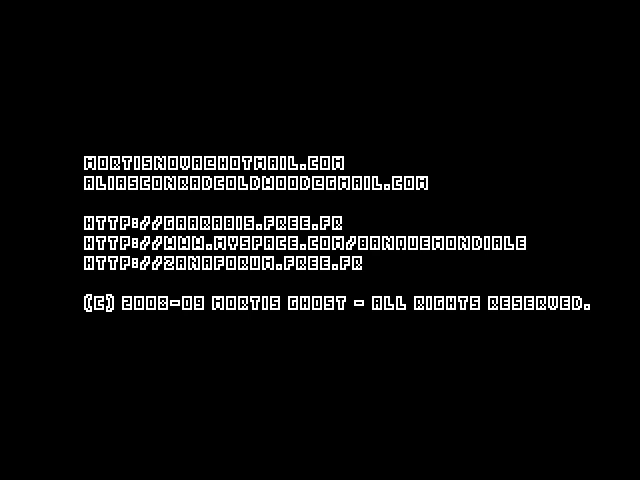 MORTISNOVA@HOTMAIL.COM
ALIASCONRADCOLDWOOD@GMAIL.COM
HTTP://GAARABIS.FREE.FR
HTTP://WWW.MYSPACE.COM/BANQUEMONDIALE
HTTP://ZANAFORUM.FREE.FR
(C) 2008-09 MORTIS GHOST - ALL RIGHTS RESERVED.